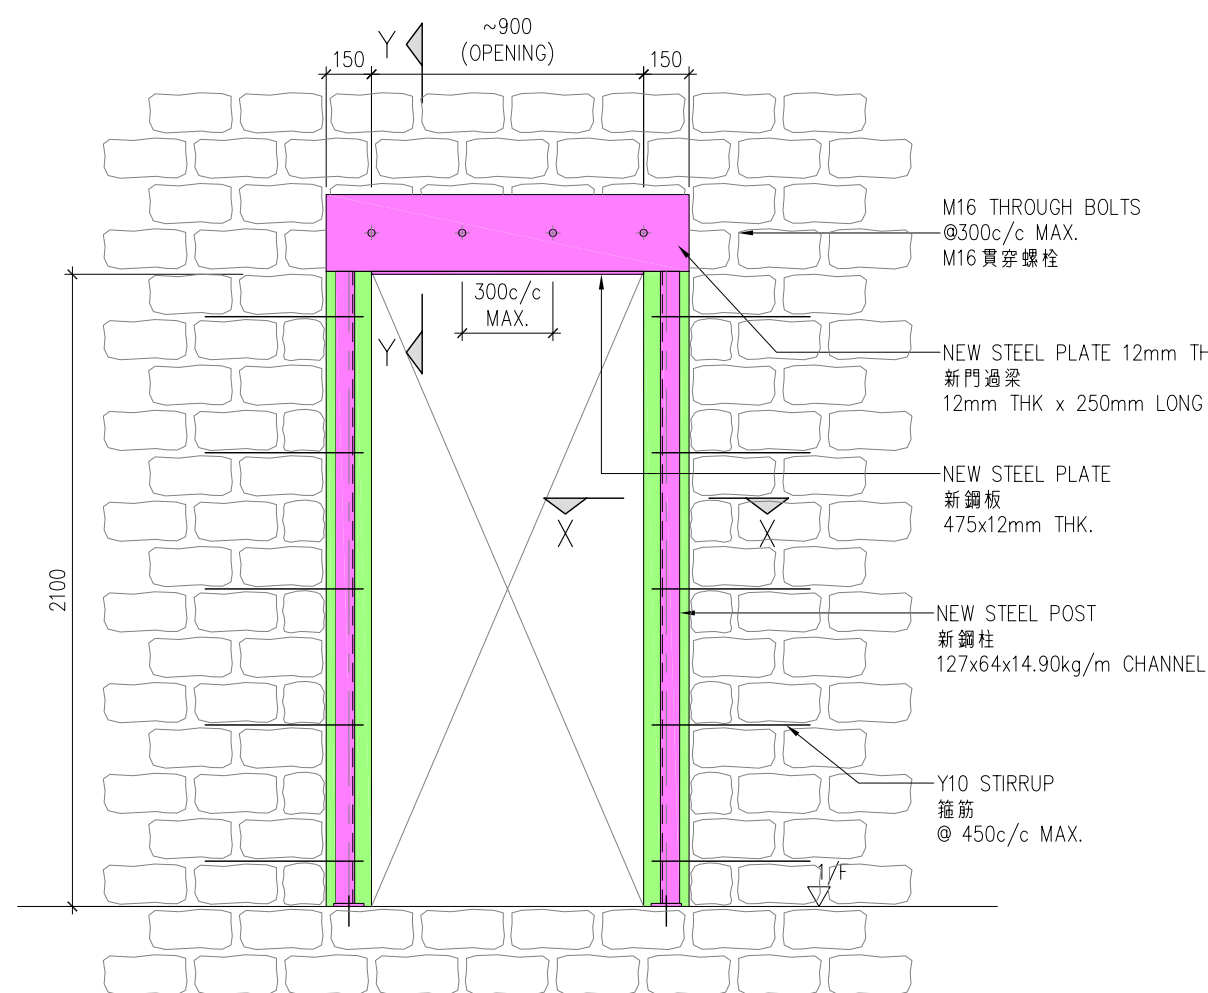 ~900
(OPENING)
150
150
Y
M16 THROUGH BOLTS
@300c/c MAX.
M16貫穿螺栓
300c/c
MAX.
Y
NEW STEEL PLATE 12mm
新門過梁
12mm THK x 250mm LONG
NEW STEEL PLATE
新鋼板
475x12mm THK.
X
X
2100
NEW STEEL POST
新鋼柱
127x64x14.90kg/m CHANNEL
Y10 STIRRUP
箍筋
@ 450c/c MAX.
1/F